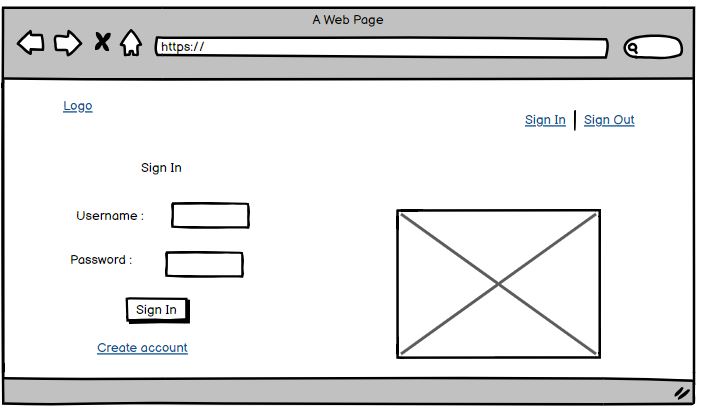 A Web Page
https://
Logo
Sign In | Sign Out
Sign In
Username :
Password :
Sign In
Create account